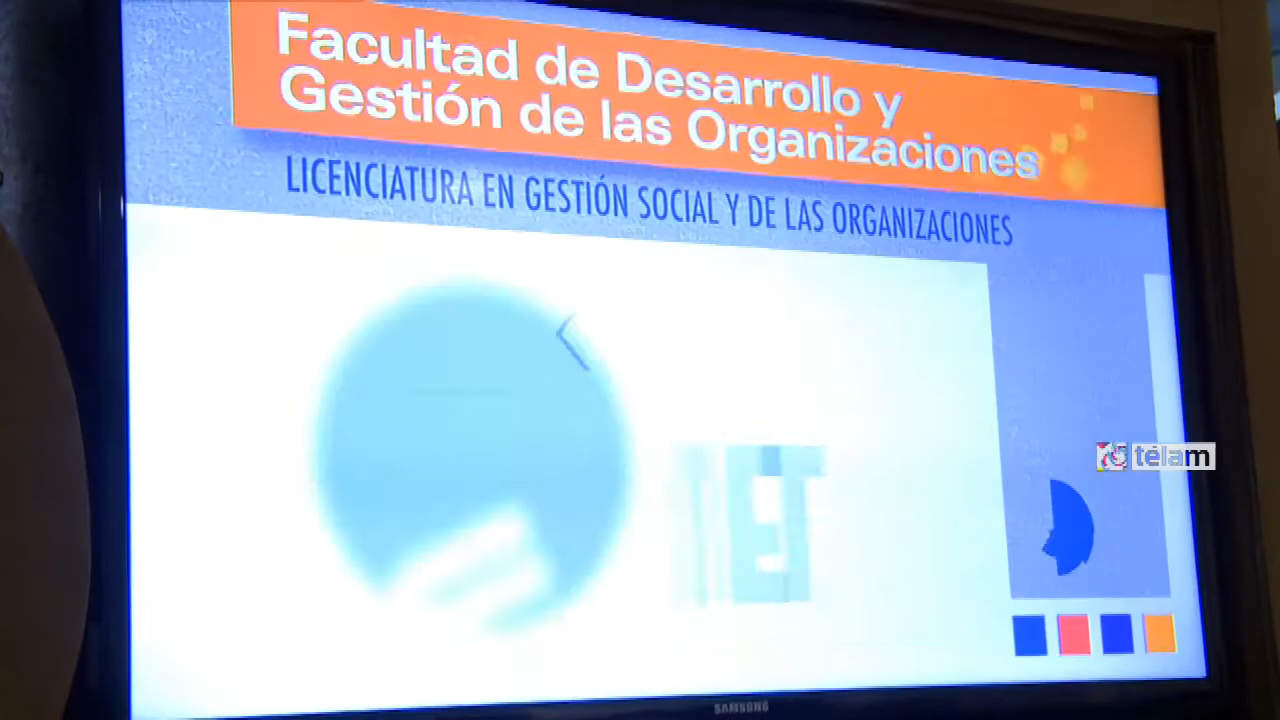 Facultad de Desarrollo y
Gestión de las Organizaciones
LICENCIATURA EN GESTIÓN SOCIAL Y DE LAS ORGANIZACIONES
télam
SAMSUNG